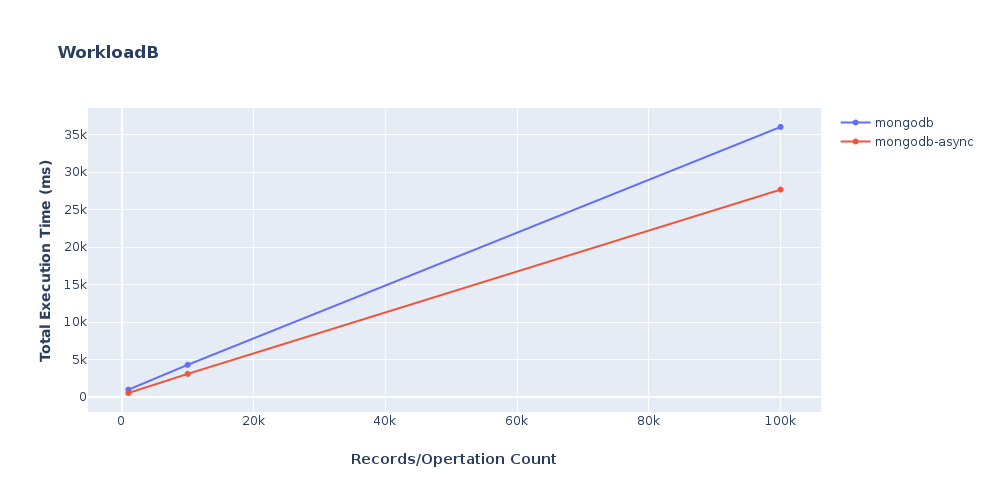 WorkloadB
mongodb
mongodb-async
Total Execution Time (ms)
35k
30k
25k
20k
15k
10k
5k
0
0 20k 40k 60k 80k 100k
Records/Opertation Count